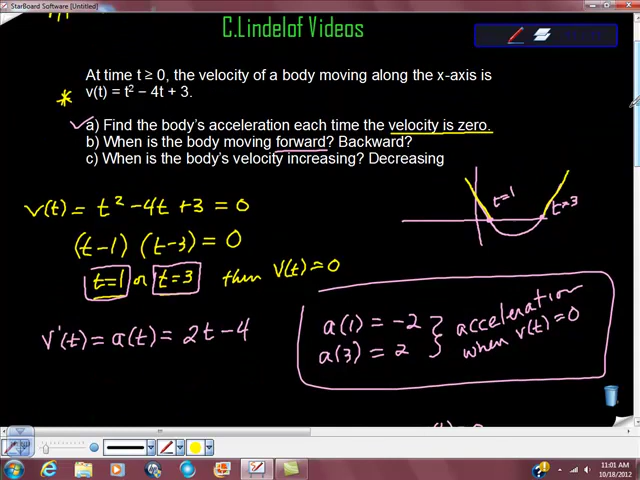 StarBoard Software [Untitled]
C.Lindelof Videos
At time t ≥ 0, the velocity of a body moving along the x-axis is
v(t) = t² – 4t + 3.
a) Find the body's acceleration each time the velocity is zero.
b) When is the body moving forward? Backward?
c) When is the body's velocity increasing? Decreasing
v(t) = t² -4t +3 = 0
(t-1) (t-3) = 0
t=1 or t=3 then v(t) = 0
v'(t) = a(t) = 2t - 4
t=1
t=3
a(1) = -2
a(3) = 2
acceleration
when v(t) = 0
11:01 AM
10/18/2012